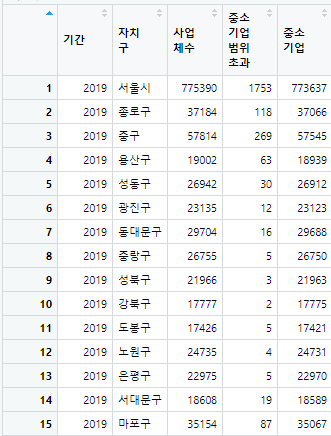 기간 자치구 사업체수 중소기업범위초과 중소기업
1 2019 서울시 775390 1753 773637
2 2019 종로구 37184 118 37066
3 2019 중구 57814 269 57545
4 2019 용산구 19002 63 18939
5 2019 성동구 26942 30 26912
6 2019 광진구 23135 12 23123
7 2019 동대문구 29704 16 29688
8 2019 중랑구 26755 5 26750
9 2019 성북구 21966 3 21963
10 2019 강북구 17777 2 17775
11 2019 도봉구 17426 5 17421
12 2019 노원구 24735 4 24731
13 2019 은평구 22975 5 22970
14 2019 서대문구 18608 19 18589
15 2019 마포구 35154 87 35067